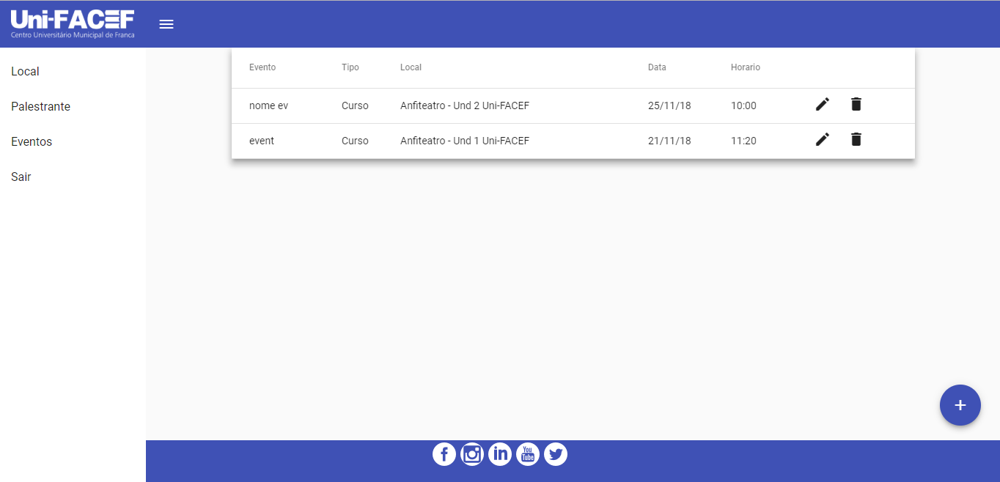 Uni-FACEF
Centro Universitário Municipal de Franca
Local
Palestrante
Eventos
Sair
Evento Tipo Local Data Horario
nome ev Curso Anfiteatro - Und 2 Uni-FACEF 25/11/18 10:00
event Curso Anfiteatro - Und 1 Uni-FACEF 21/11/18 11:20
+
f in You
Tube